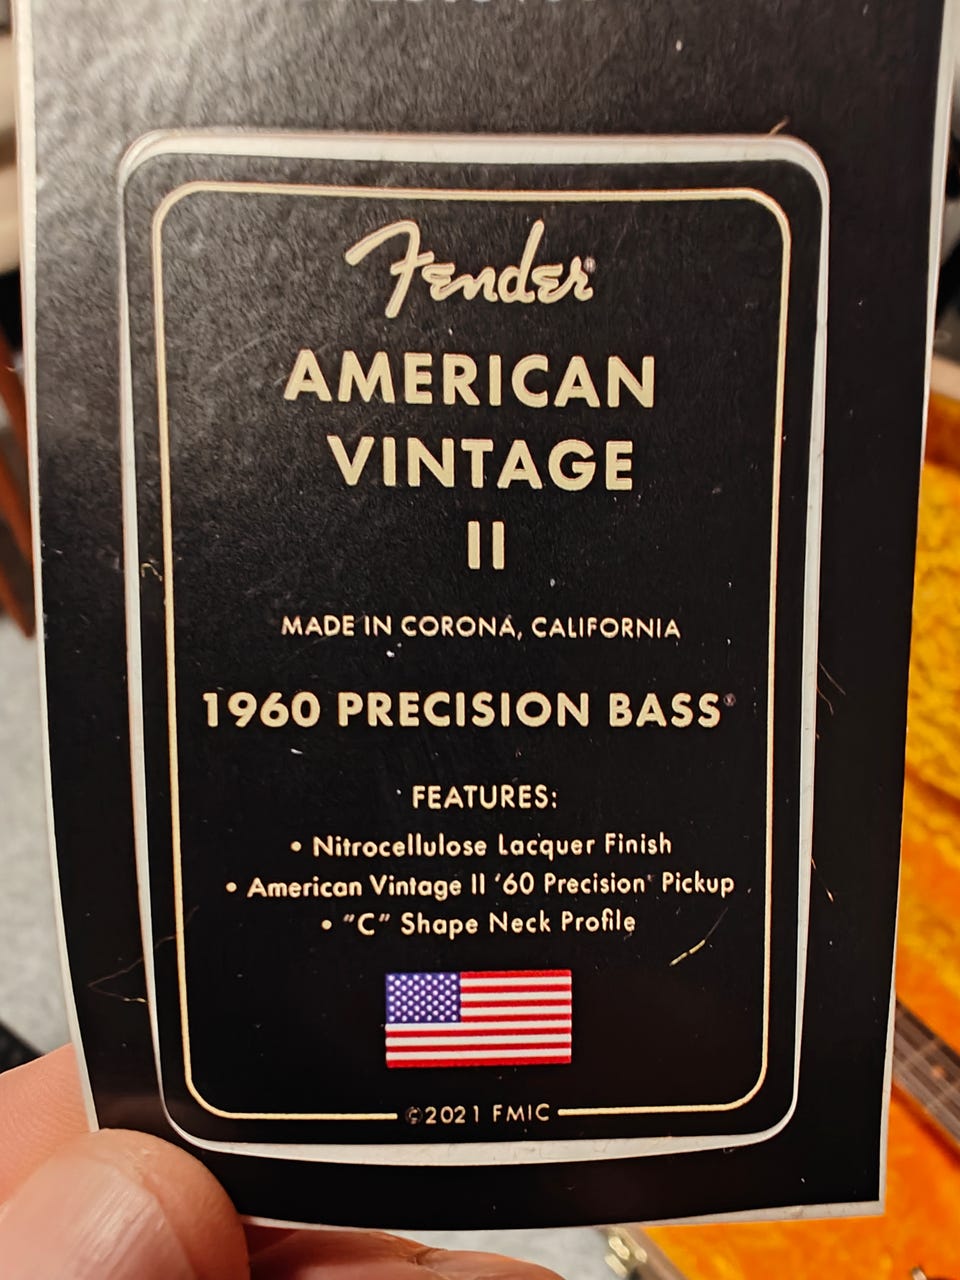 Fender®
AMERICAN
VINTAGE
II
MADE IN CORONA, CALIFORNIA
1960 PRECISION BASS®
FEATURES:
• Nitrocellulose Lacquer Finish
• American Vintage II '60 Precision® Pickup
• "C" Shape Neck Profile
©2021 FMIC